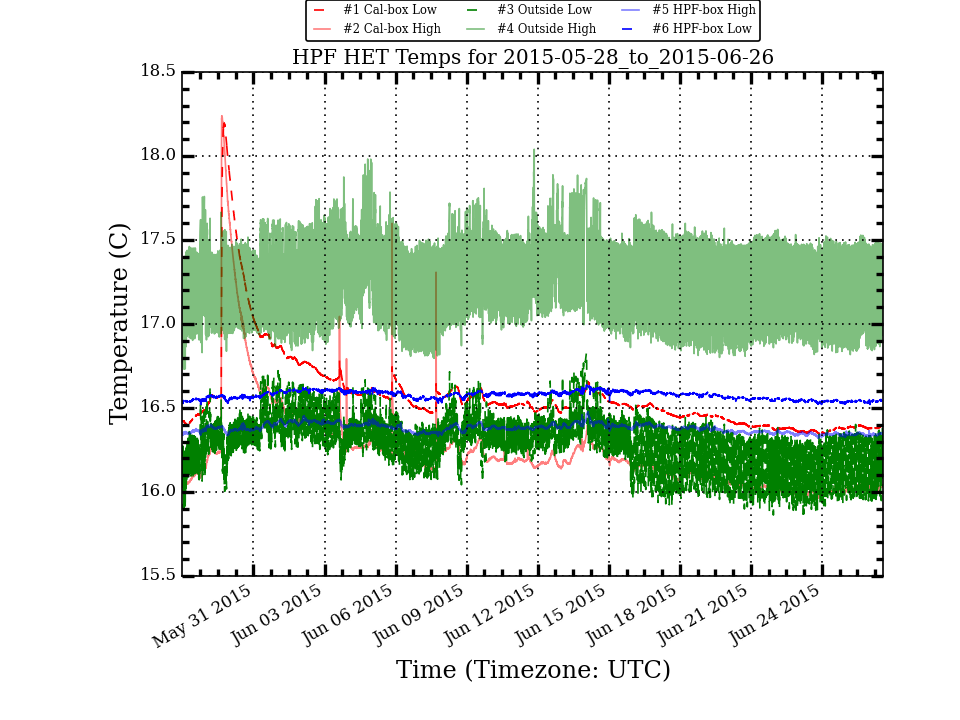 #1 Cal-box Low #3 Outside Low #5 HPF-box High
#2 Cal-box High #4 Outside High #6 HPF-box Low
HPF HET Temps for 2015-05-28_to_2015-06-26
18.5
18.0
17.5
17.0
16.5
16.0
15.5
Temperature (C)
May 31 2015 Jun 03 2015 Jun 06 2015 Jun 09 2015 Jun 12 2015 Jun 15 2015 Jun 18 2015 Jun 21 2015 Jun 24 2015
Time (Timezone: UTC)